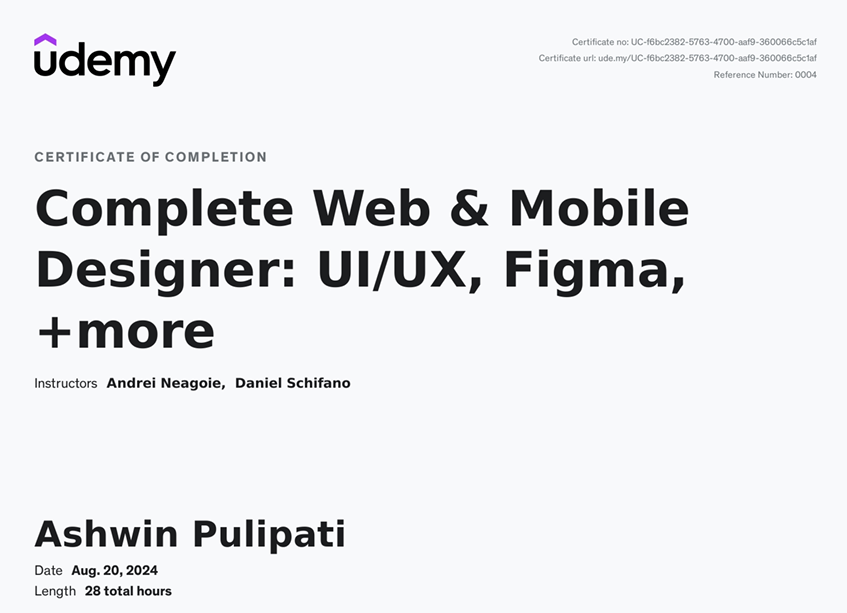 udemy
Certificate no: UC-f6bc2382-5763-4700-aaf9-360066c5c1af
Certificate url: ude.my/UC-f6bc2382-5763-4700-aaf9-360066c5c1af
Reference Number: 0004
CERTIFICATE OF COMPLETION
Complete Web & Mobile
Designer: UI/UX, Figma,
+more
Instructors Andrei Neagoie, Daniel Schifano
Ashwin Pulipati
Date Aug. 20, 2024
Length 28 total hours